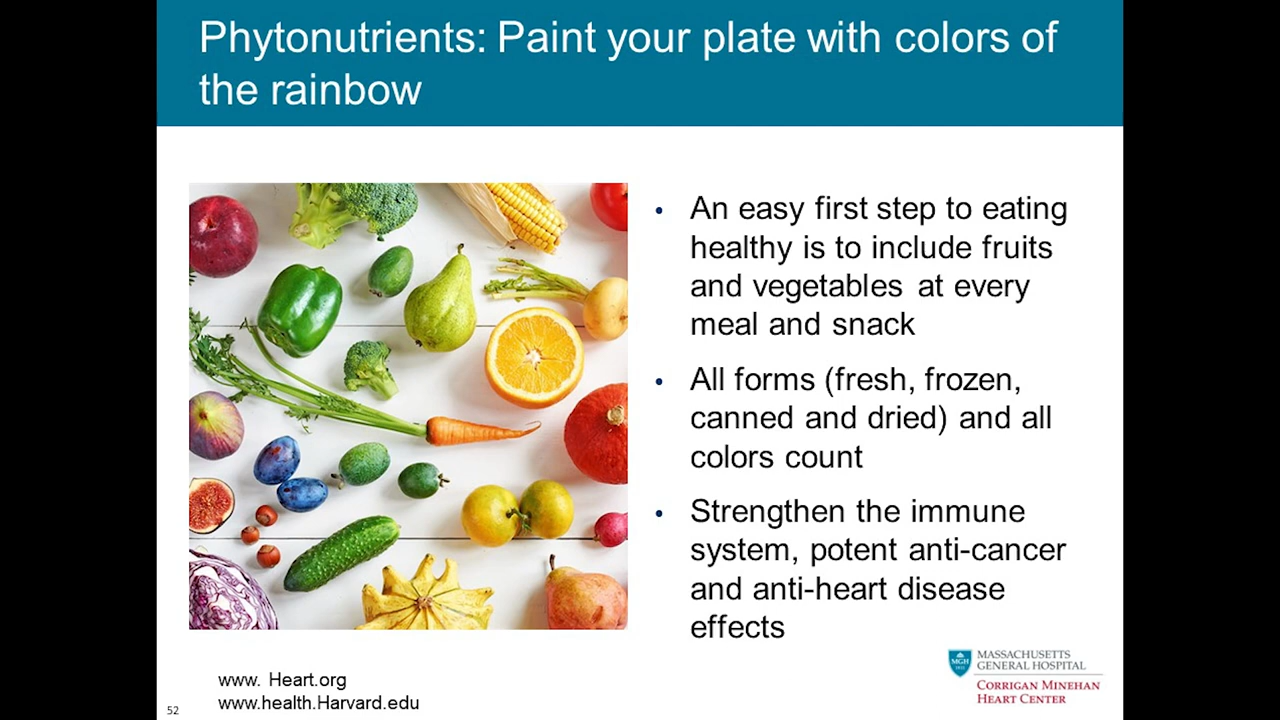 Phytonutrients: Paint your plate with colors of
the rainbow
• An easy first step to eating
healthy is to include fruits
and vegetables at every
meal and snack
• All forms (fresh, frozen,
canned and dried) and all
colors count
• Strengthen the immune
system, potent anti-cancer
and anti-heart disease
effects
www. Heart.org
www.health.Harvard.edu
52
MGH
1811
MASSACHUSETTS
GENERAL HOSPITAL
CORRIGAN MINEHAN
HEART CENTER